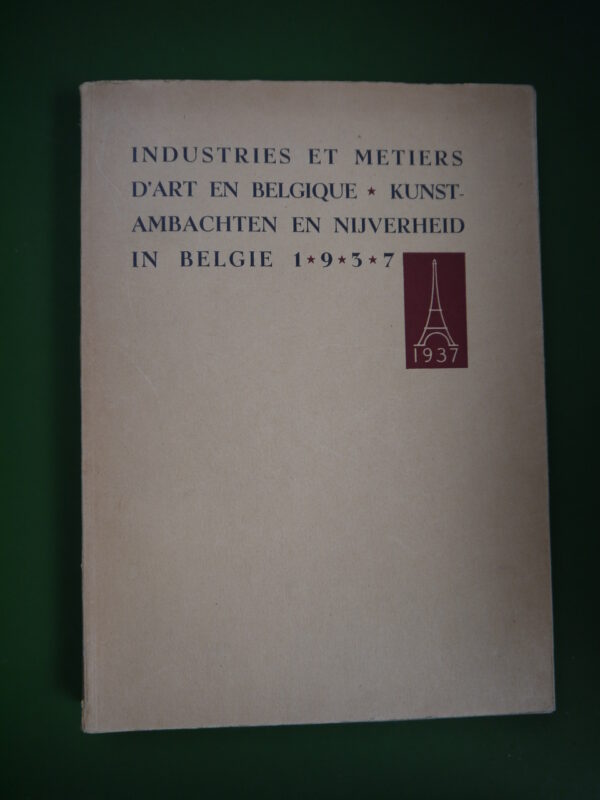 INDUSTRIES ET METIERS
D'ART EN BELGIQUE ★ KUNST-
AMBACHTEN EN NIJVERHEID
IN BELGIE 1★9★3★7
1937